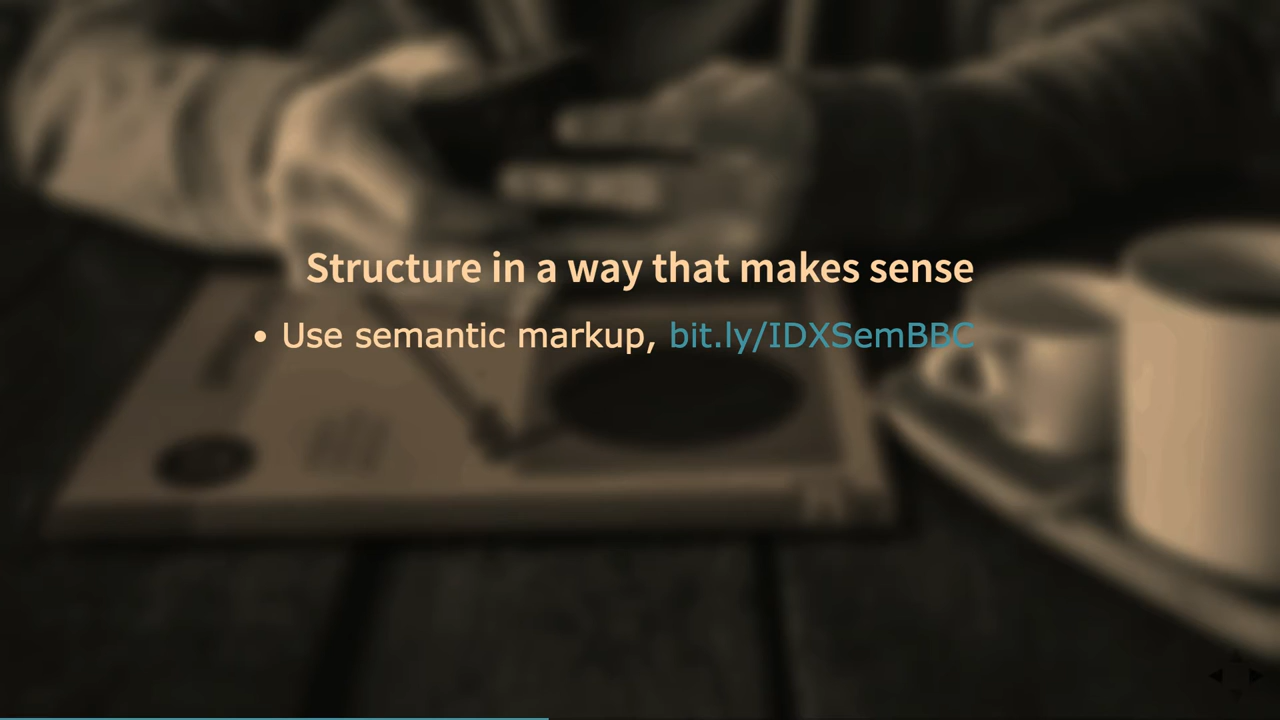 Structure in a way that makes sense
• Use semantic markup, bit.ly/IDXSemBBC